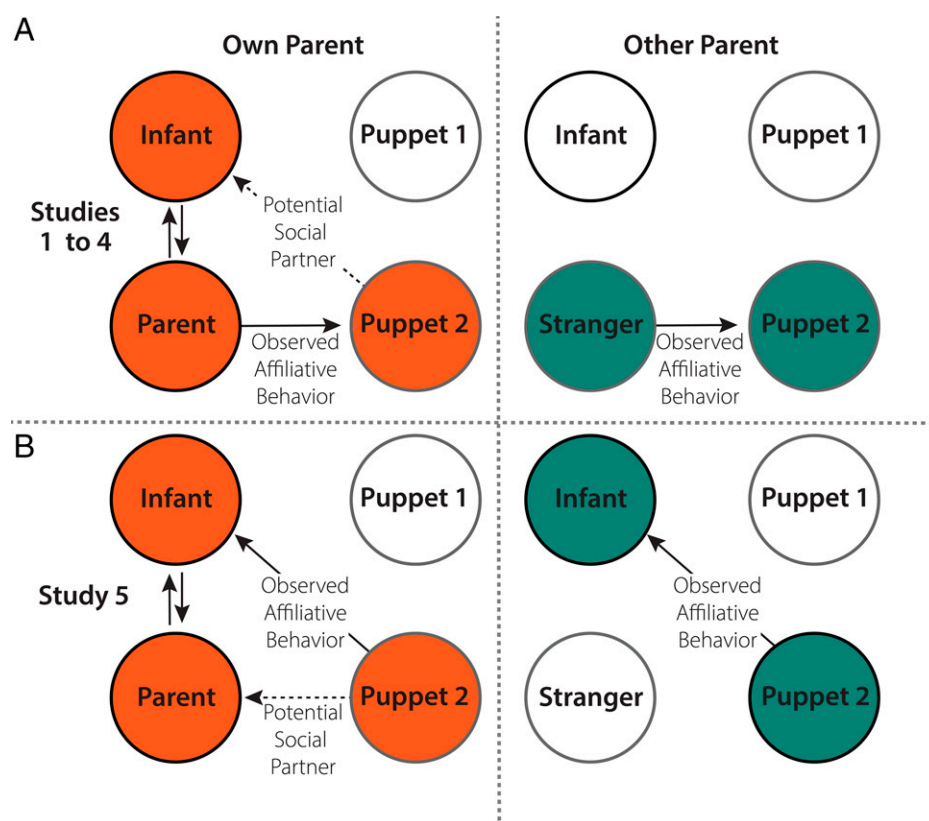 A
Own Parent
Other Parent
Infant
Puppet 1
Infant
Puppet 1
Studies
1 to 4
Potential
Social
Partner
Parent
Puppet 2
Stranger
Puppet 2
Observed
Affiliative
Behavior
Observed
Affiliative
Behavior
B
Infant
Puppet 1
Infant
Puppet 1
Study 5
Observed
Affiliative
Behavior
Observed
Affiliative
Behavior
Parent
Puppet 2
Stranger
Puppet 2
Potential
Social
Partner